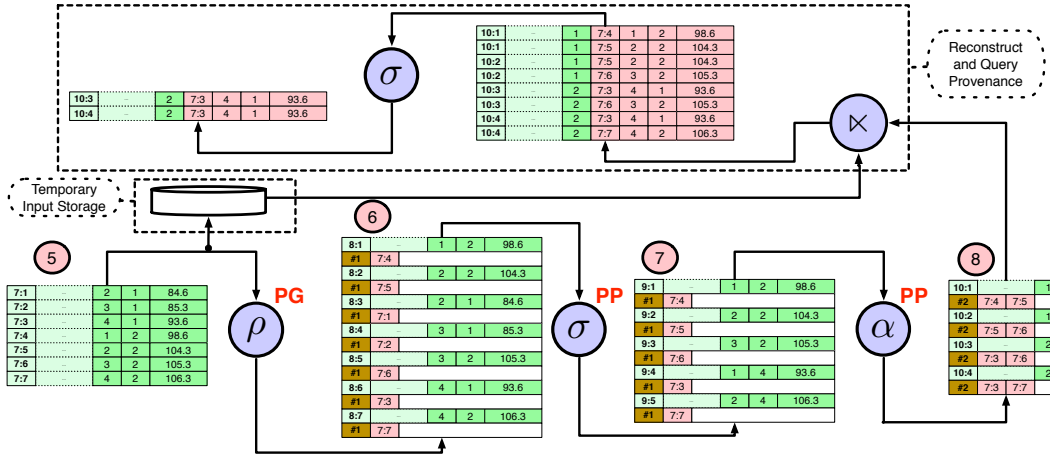 10:1 1 7:4 1 2 98.6
10:1 1 7:5 2 2 104.3
10:2 1 7:5 2 2 104.3
10:2 1 7:6 3 2 105.3
10:3 2 7:3 4 1 93.6
10:3 2 7:6 3 2 105.3
10:4 2 7:3 4 1 93.6
10:4 2 7:7 4 2 106.3
σ
10:3 2 7:3 4 1 93.6
10:4 2 7:3 4 1 93.6
⋉
Reconstruct
and Query
Provenance
Temporary
Input Storage
5
7:1 2 1 84.6
7:2 3 1 85.3
7:3 4 1 93.6
7:4 1 2 98.6
7:5 2 2 104.3
7:6 3 2 105.3
7:7 4 2 106.3
PG
ρ
6
8:1 1 2 98.6
#1 7:4
8:2 2 2 104.3
#1 7:5
8:3 2 1 84.6
#1 7:1
8:4 3 1 85.3
#1 7:2
8:5 3 2 105.3
#1 7:6
8:6 4 1 93.6
#1 7:3
8:7 4 2 106.3
#1 7:7
PP
σ
7
9:1 1 2 98.6
#1 7:4
9:2 2 2 104.3
#1 7:5
9:3 3 2 105.3
#1 7:6
9:4 1 4 93.6
#1 7:3
9:5 2 4 106.3
#1 7:7
PP
α
8
10:1 1
#2 7:4 7:5
10:2 1
#2 7:5 7:6
10:3 2
#2 7:3 7:6
10:4 2
#2 7:3 7:7